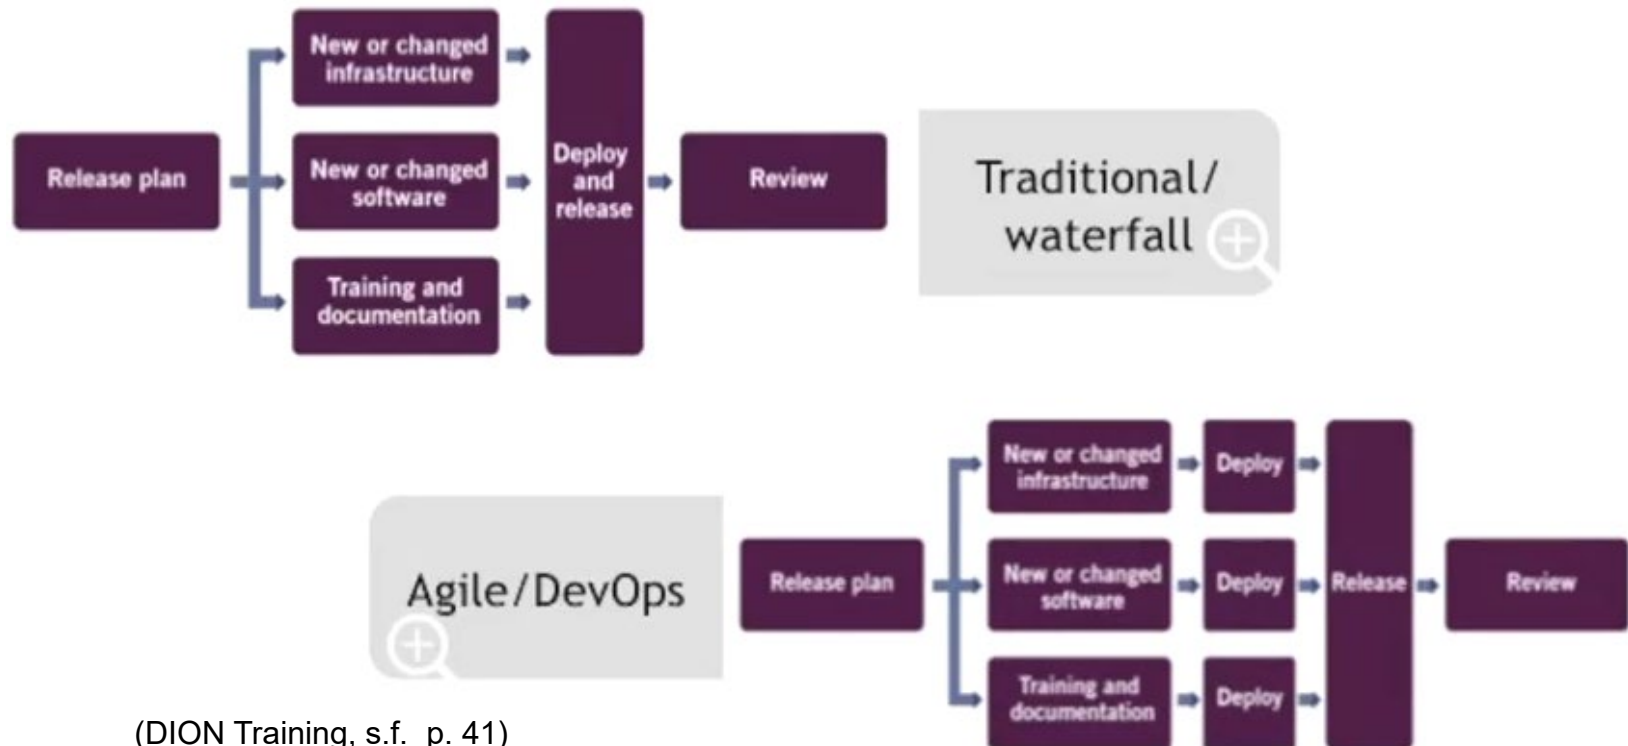 New or changed
infrastructure
Release plan
New or changed
software
Training and
documentation
Deploy
and
release
Review
Traditional/
waterfall
Agile/DevOps
Release plan
New or changed
infrastructure
Deploy
New or changed
software
Deploy
Training and
documentation
Deploy
Release
Review
(DION Training, s.f. p. 41)